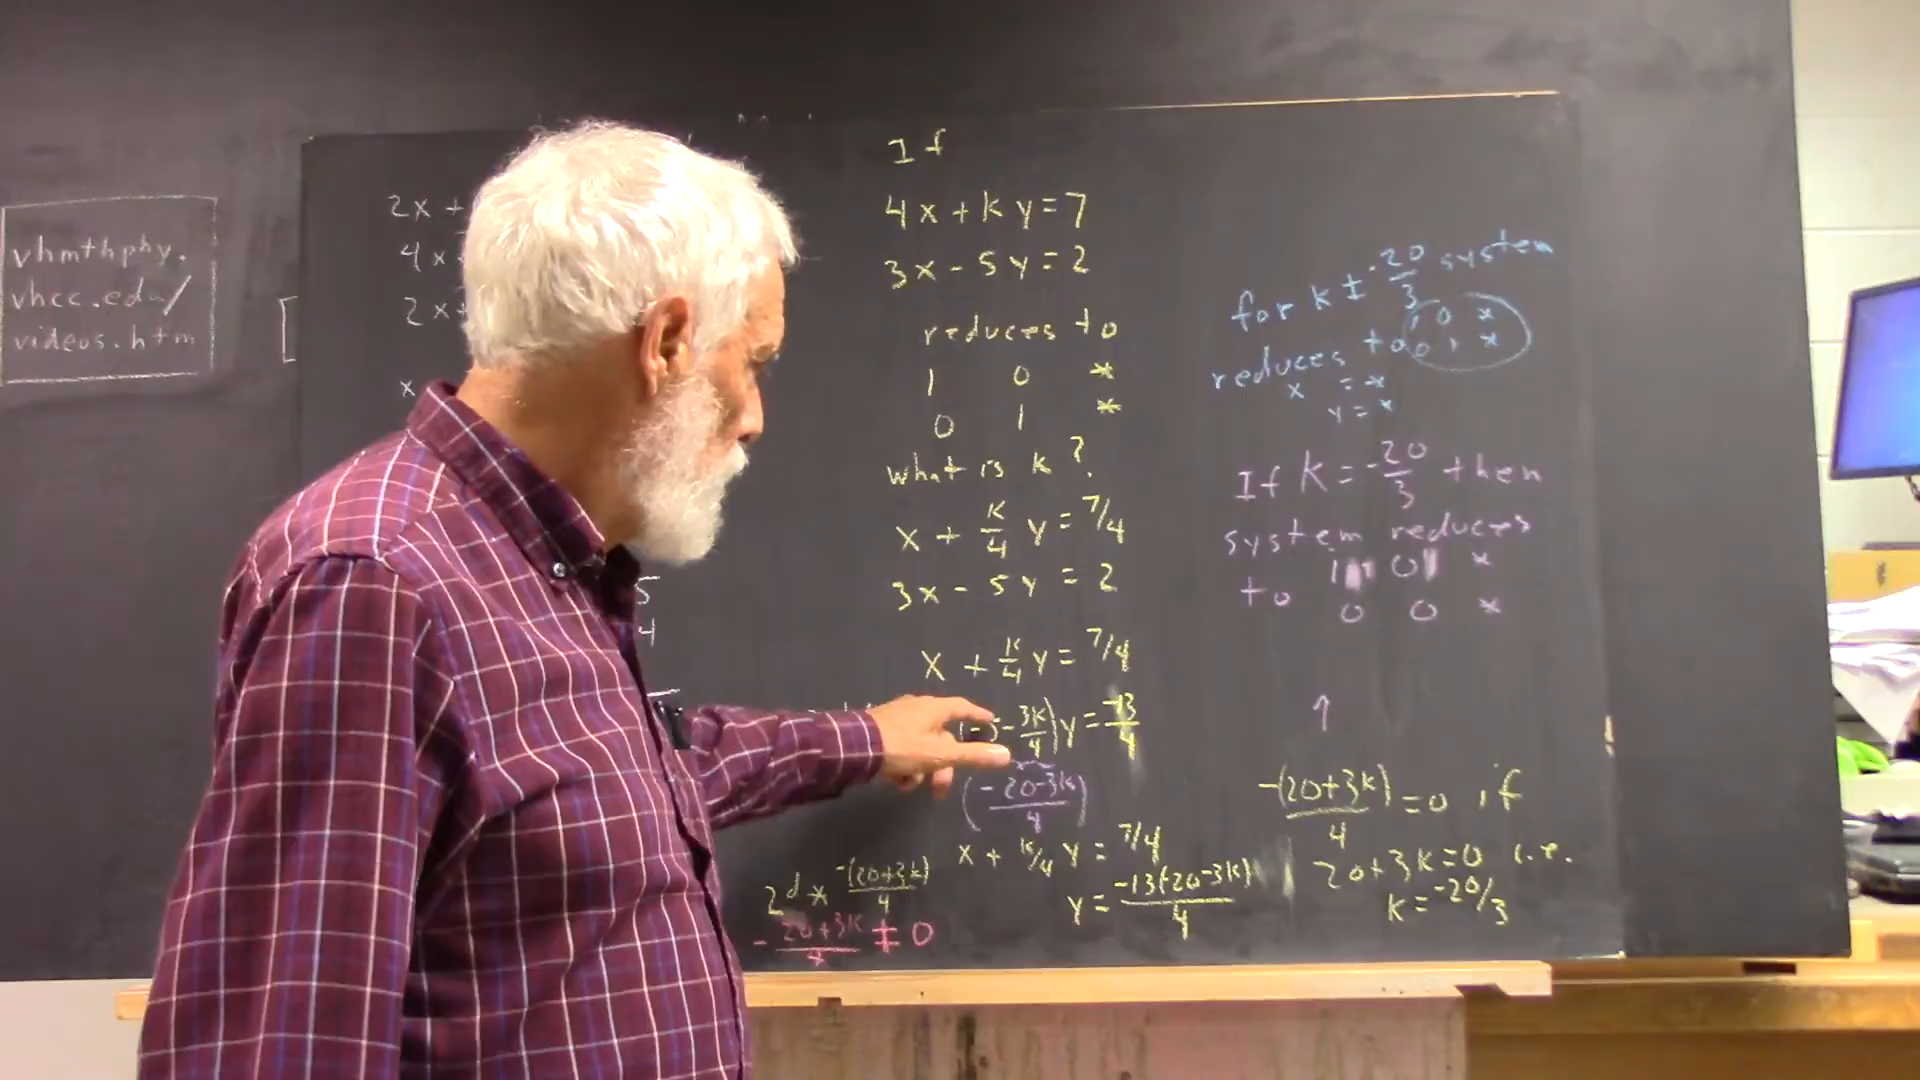 vhmthphy.
vhcc.edu/
videos.htm
2x +
4x
2x+
x
5
4
If
4x + ky = 7
3x - 5y = 2
reduces to
1 0 *
0 1 *
what is k?
x + k/4 y = 7/4
3x - 5y = 2
x + k/4 y = 7/4
(-5 - 3k/4) y = -13/4
(-20-3k/4)
x + k/4 y = 7/4
y = -13(-20-3k)/4
2d * -(20+3k)/4
- 20+3k/4 ≠ 0
for k ≠ -20/3 system
reduces to 1 0 *
0 1 *
x = *
y = *
If k = -20/3 then
system reduces
to 1 0 *
0 0 *
↑
-(20+3k)/4 = 0 if
20+3k=0 i.e.
k = -20/3